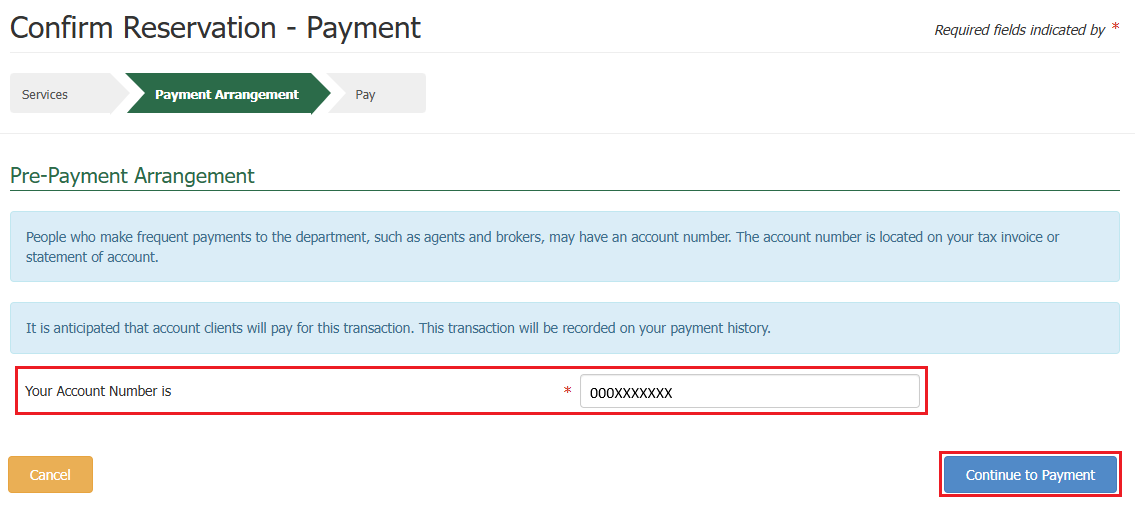 Confirm Reservation - Payment
Required fields indicated by *
Services
Payment Arrangement
Pay
Pre-Payment Arrangement
People who make frequent payments to the department, such as agents and brokers, may have an account number. The account number is located on your tax invoice or
statement of account.
It is anticipated that account clients will pay for this transaction. This transaction will be recorded on your payment history.
Your Account Number is * 000XXXXXXX
Cancel
Continue to Payment